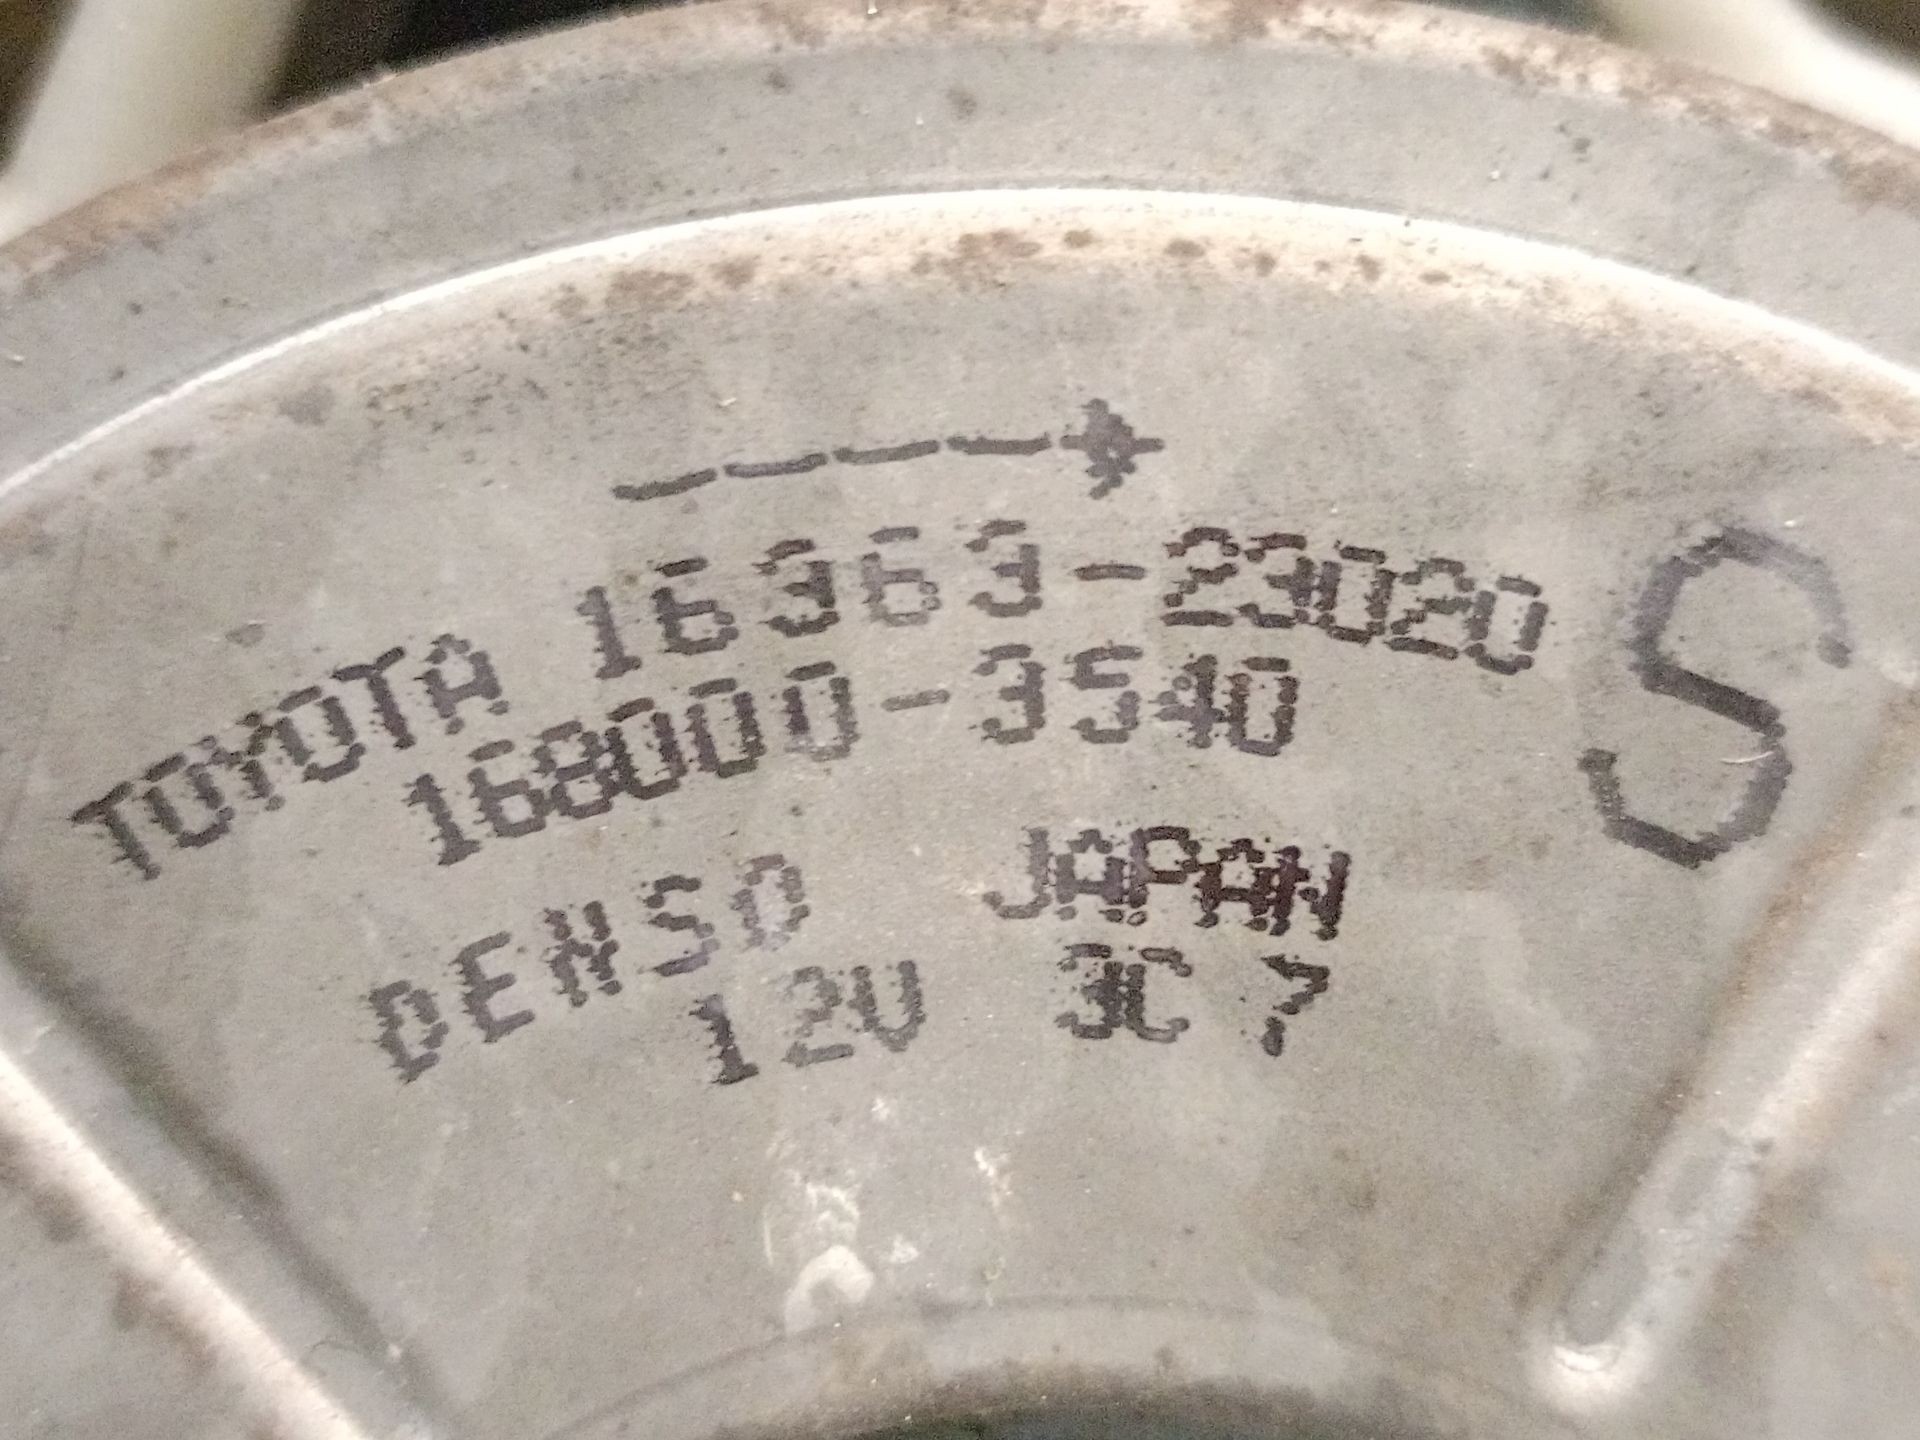 TOYOTA 16363-23020
168000-3540
DENSO JAPAN
12V 3C 7
S